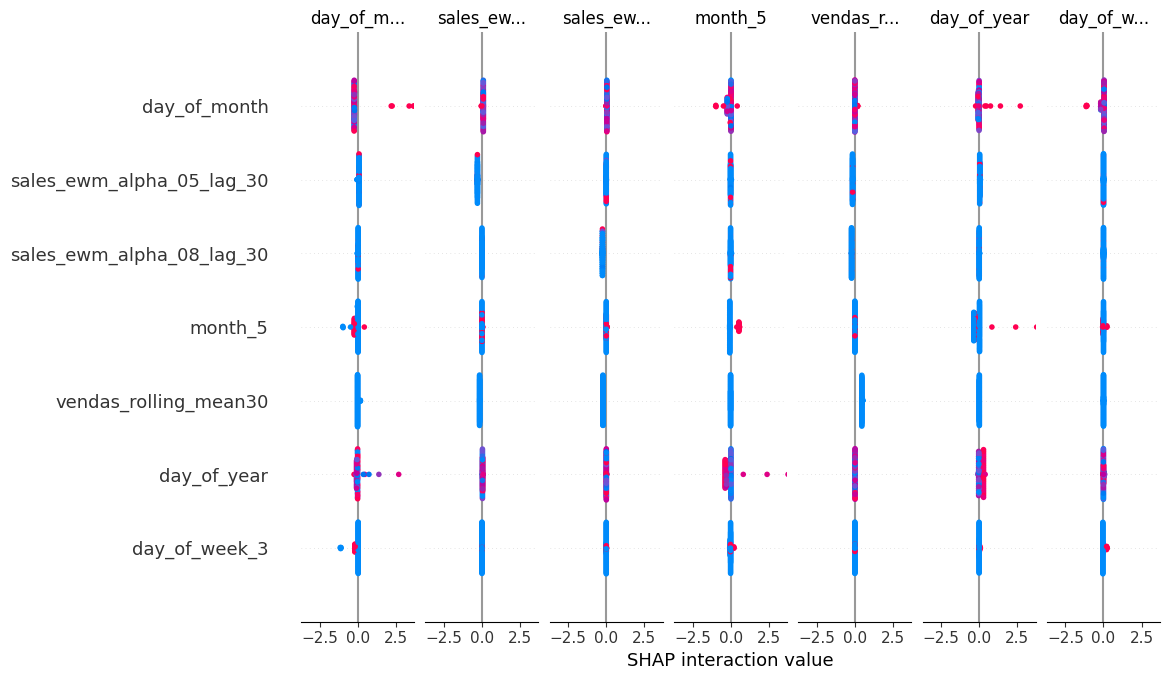 day_of_m... sales_ew... sales_ew... month_5 vendas_r... day_of_year day_of_w...
day_of_month
sales_ewm_alpha_05_lag_30
sales_ewm_alpha_08_lag_30
month_5
vendas_rolling_mean30
day_of_year
day_of_week_3
−2.5 0.0 2.5 −2.5 0.0 2.5 −2.5 0.0 2.5 −2.5 0.0 2.5 −2.5 0.0 2.5 −2.5 0.0 2.5 −2.5 0.0 2.5
SHAP interaction value